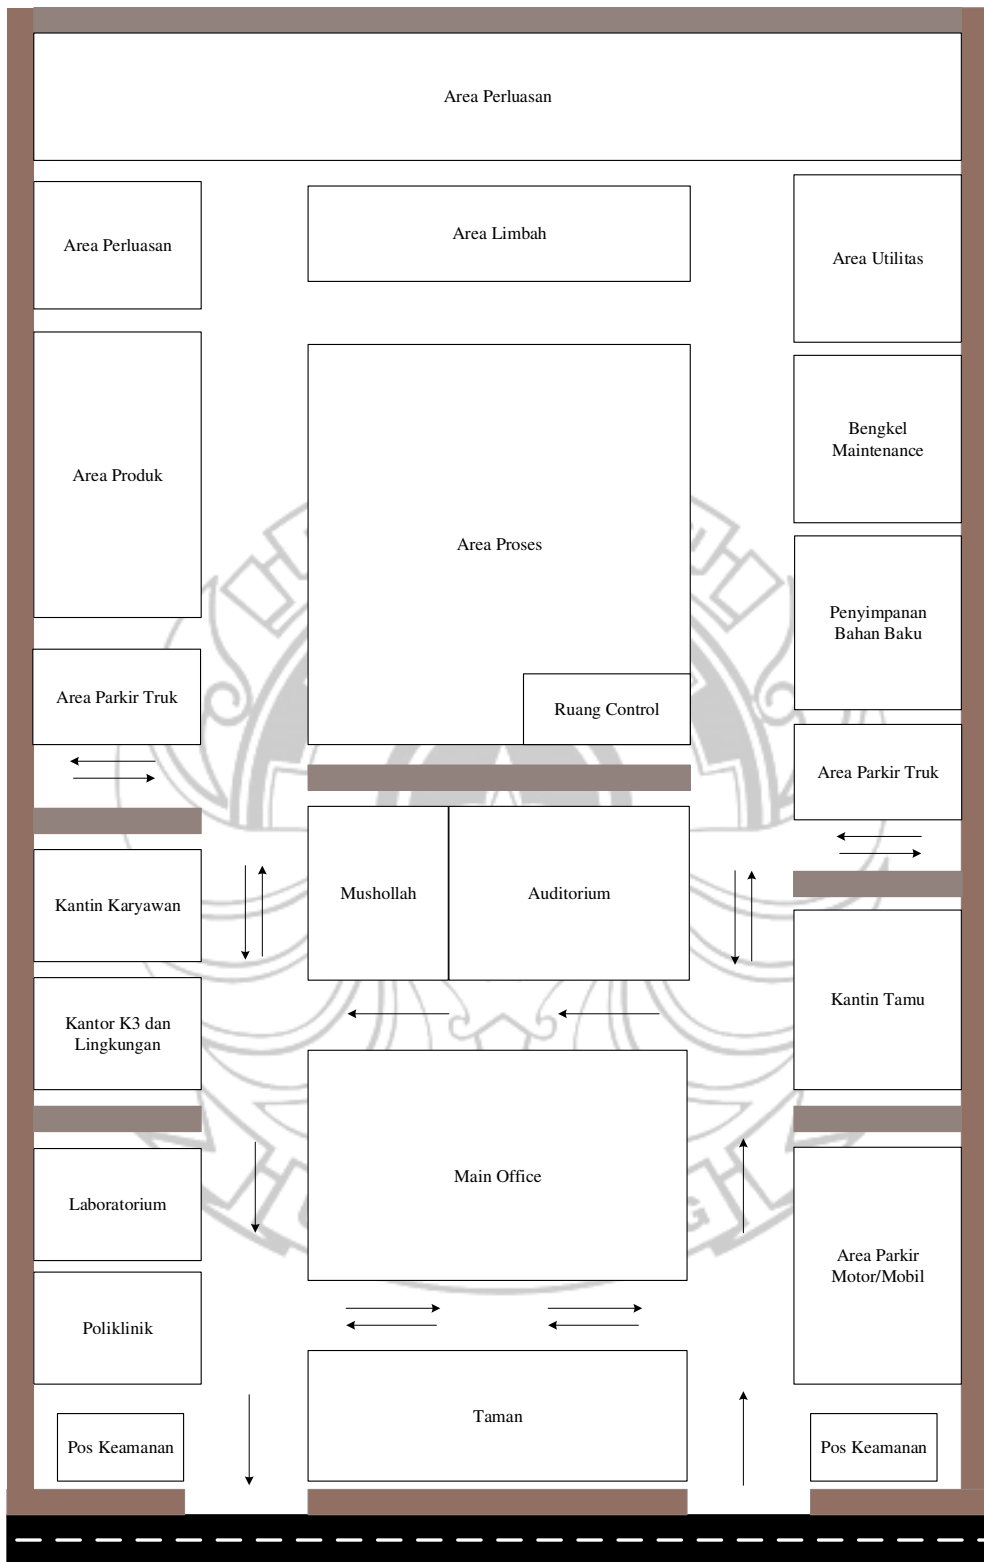 Area Perluasan
Area Perluasan
Area Limbah
Area Utilitas
Area Produk
Area Proses
Bengkel
Maintenance
Penyimpanan
Bahan Baku
Area Parkir Truk
Ruang Control
Area Parkir Truk
Kantin Karyawan
Mushollah
Auditorium
Kantor K3 dan
Lingkungan
Kantin Tamu
Laboratorium
Main Office
Area Parkir
Motor/Mobil
Poliklinik
Taman
Pos Keamanan
Pos Keamanan